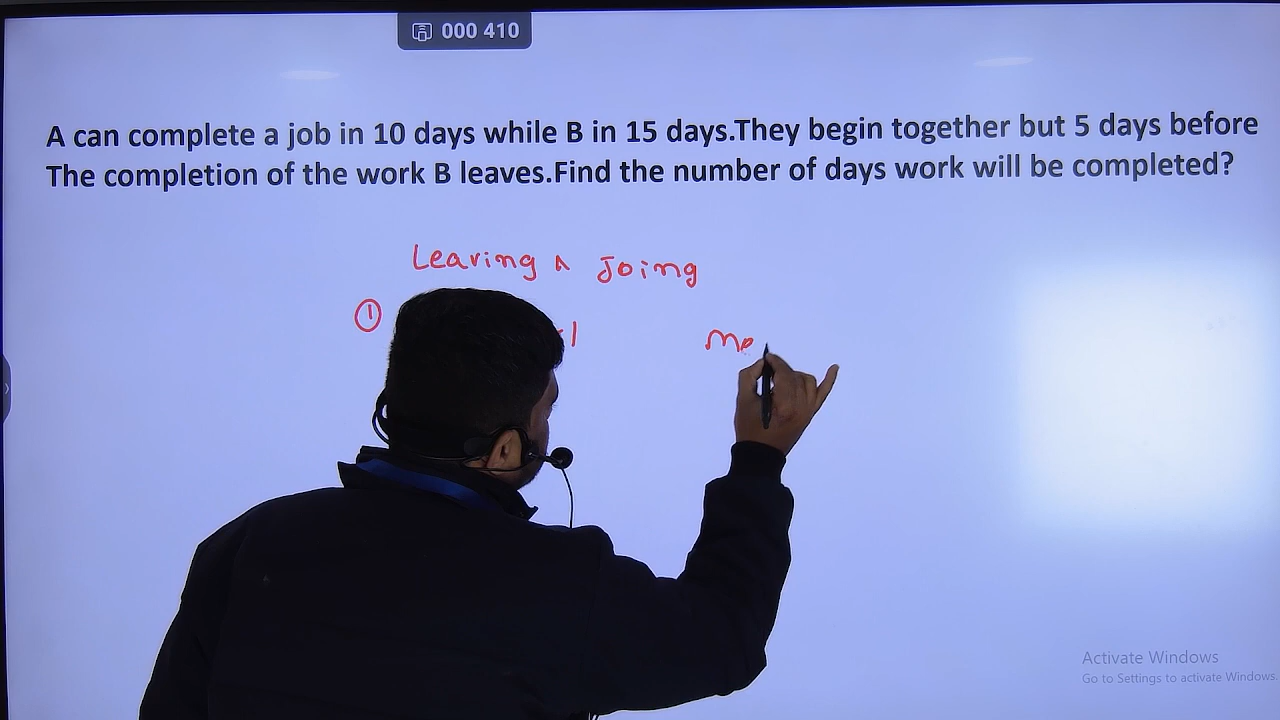 000 410
A can complete a job in 10 days while B in 15 days.They begin together but 5 days before
The completion of the work B leaves.Find the number of days work will be completed?
Leaving & Joing
①
Me
Activate Windows
Go to Settings to activate Windows.